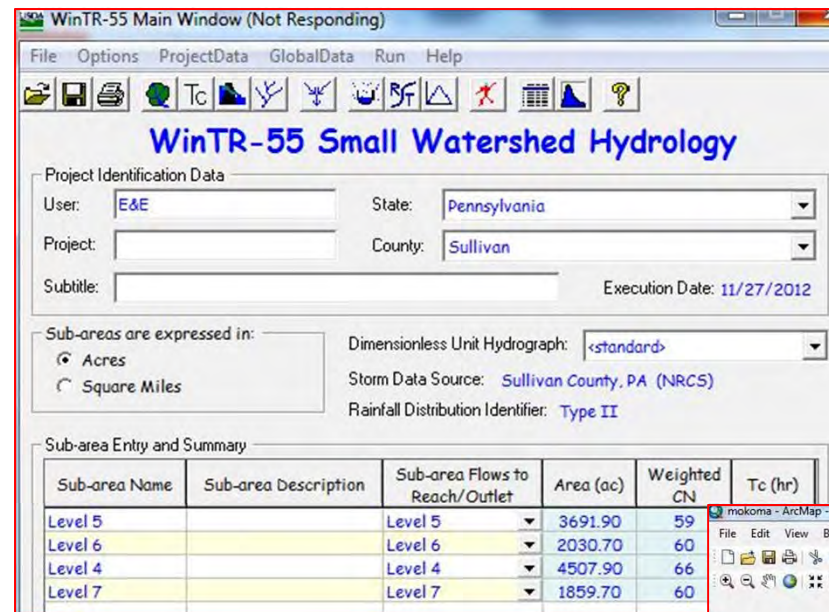 WinTR-55 Main Window (Not Responding)
File Options ProjectData GlobalData Run Help
Tc RF ?
WinTR-55 Small Watershed Hydrology
Project Identification Data
User: E&E State: Pennsylvania
Project: County: Sullivan
Subtitle: Execution Date: 11/27/2012
Sub-areas are expressed in:
Acres
Square Miles
Dimensionless Unit Hydrograph: <standard>
Storm Data Source: Sullivan County, PA (NRCS)
Rainfall Distribution Identifier: Type II
Sub-area Entry and Summary
Sub-area Name Sub-area Description Sub-area Flows to Reach/Outlet Area (ac) Weighted CN Tc (hr)
Level 5 Level 5 3691.90 59
Level 6 Level 6 2030.70 60
Level 4 Level 4 4507.90 66
Level 7 Level 7 1859.70 60
mokoma - ArcMap -
File Edit View